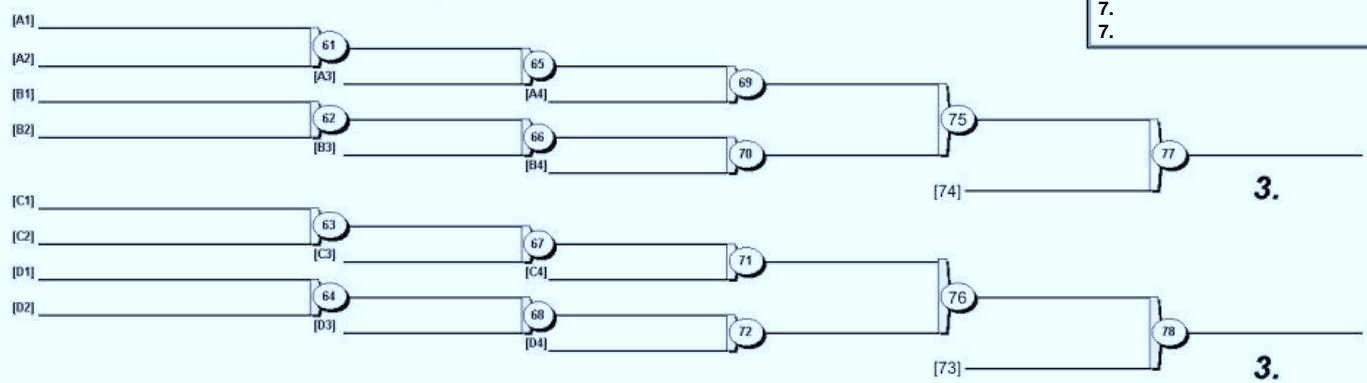 7.
7.
[A1]
61
[A2]
[A3]
65
[A4]
69
[B1]
62
[B2]
[B3]
66
[B4]
70
75
77
[74]
3.
[C1]
63
[C2]
[C3]
67
[C4]
71
[D1]
64
[D2]
[D3]
68
[D4]
72
76
78
[73]
3.